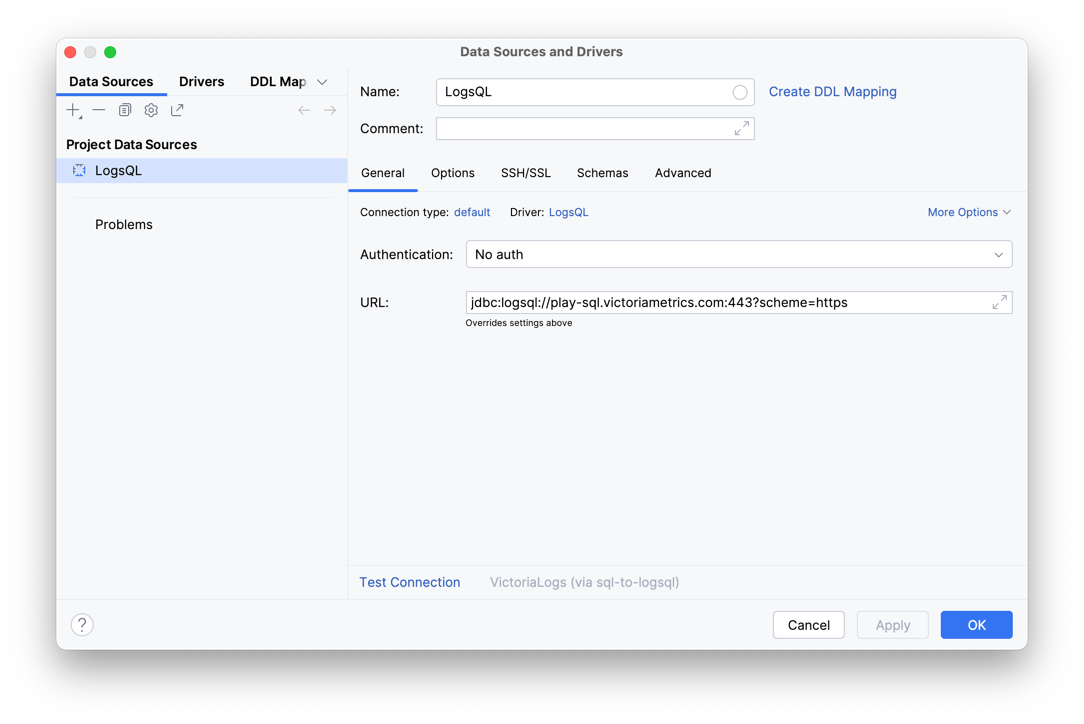 Data Sources and Drivers
Data Sources Drivers DDL Map
Project Data Sources
LogsQL
Problems
Name: LogsQL Create DDL Mapping
Comment:
General Options SSH/SSL Schemas Advanced
Connection type: default Driver: LogsQL More Options
Authentication: No auth
URL: jdbc:logsql://play-sql.victoriametrics.com:443?scheme=https
Overrides settings above
Test Connection VictoriaLogs (via sql-to-logsql)
? Cancel Apply OK